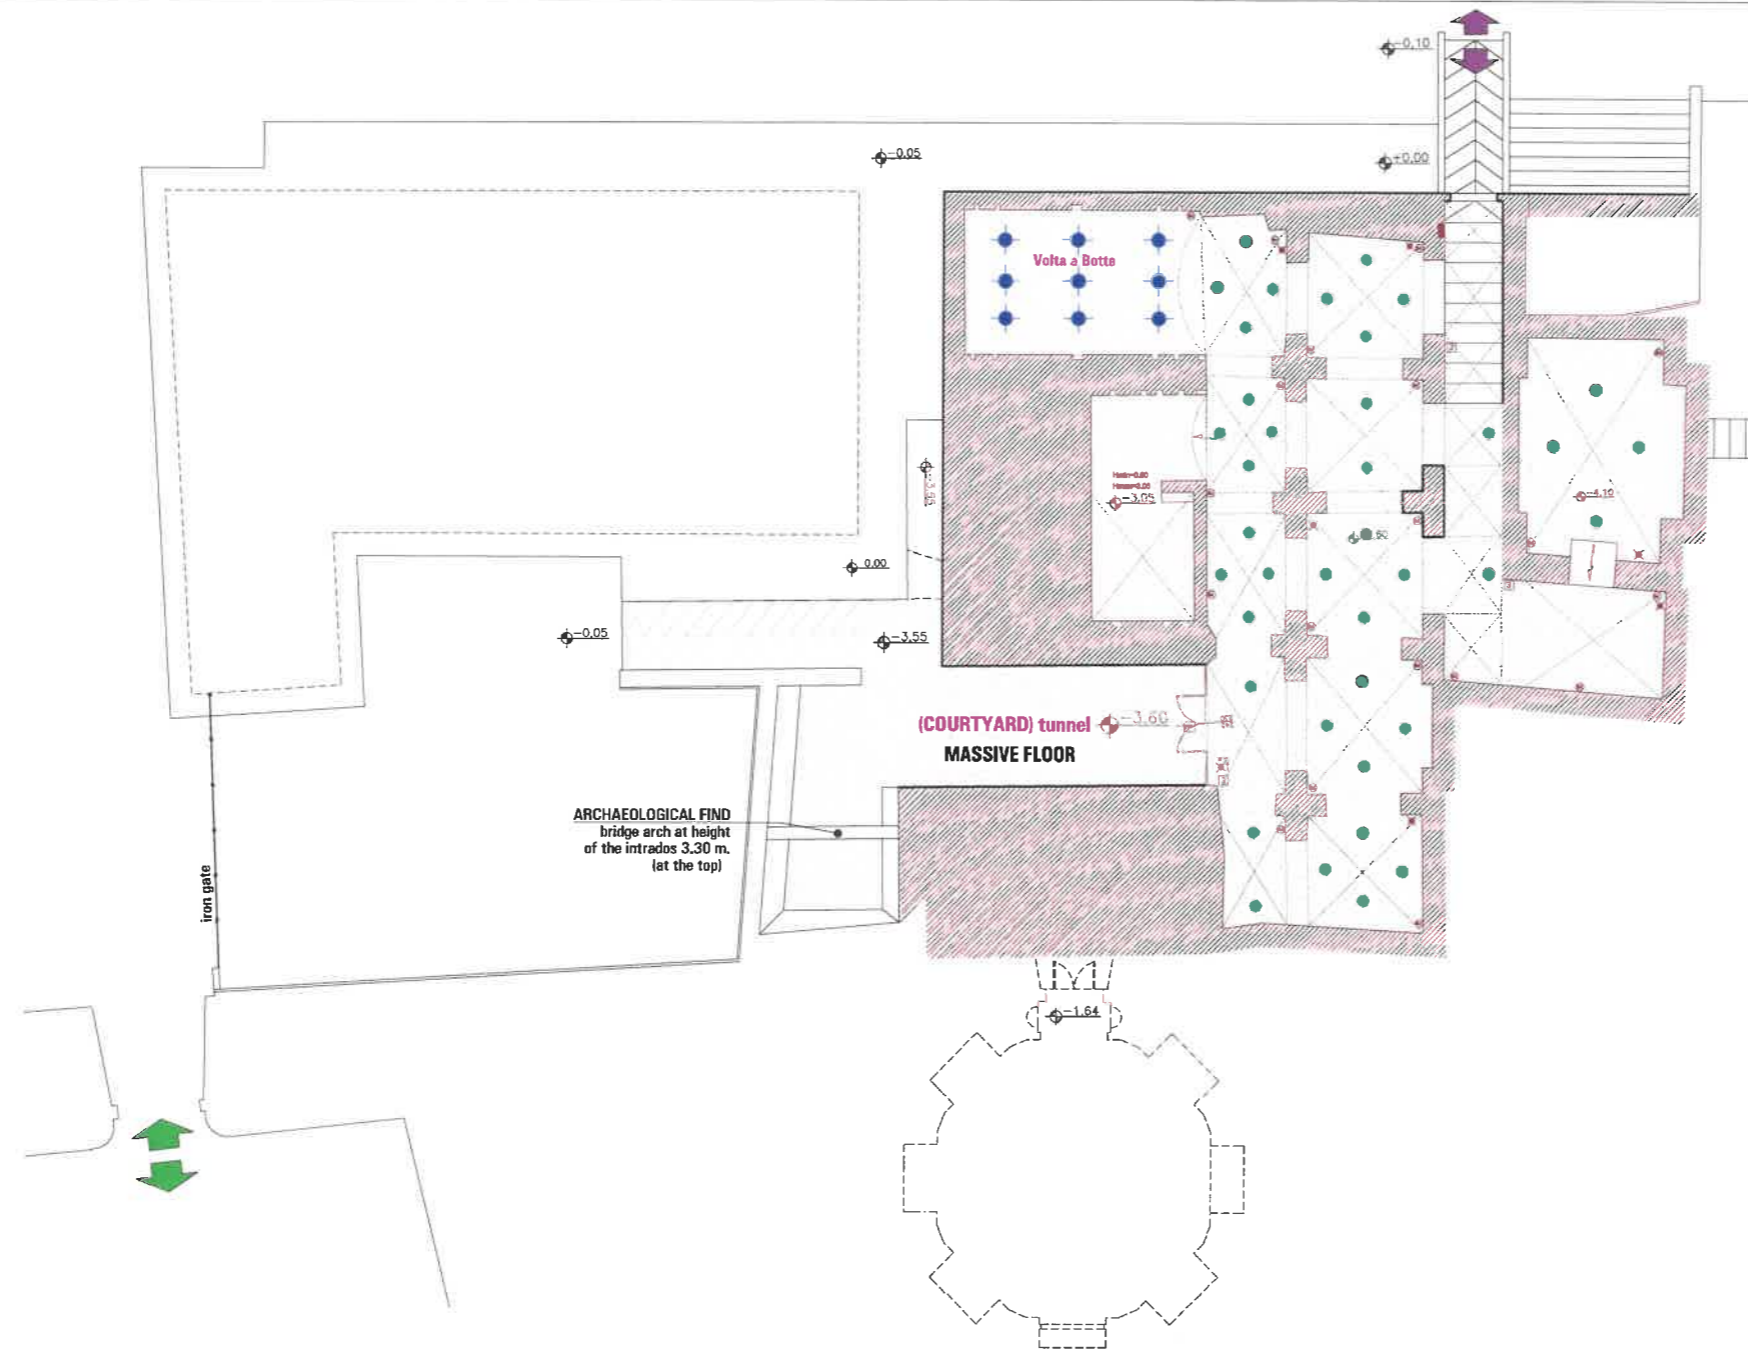 -0.10
-0.05
+0.00
Volta a Botte
-3.05
-4.10
0.00
-0.05
-3.55
(COURTYARD) tunnel
-3.60
MASSIVE FLOOR
ARCHAEOLOGICAL FIND
bridge arch at height
of the intrados 3.30 m.
(at the top)
iron gate
-1.64